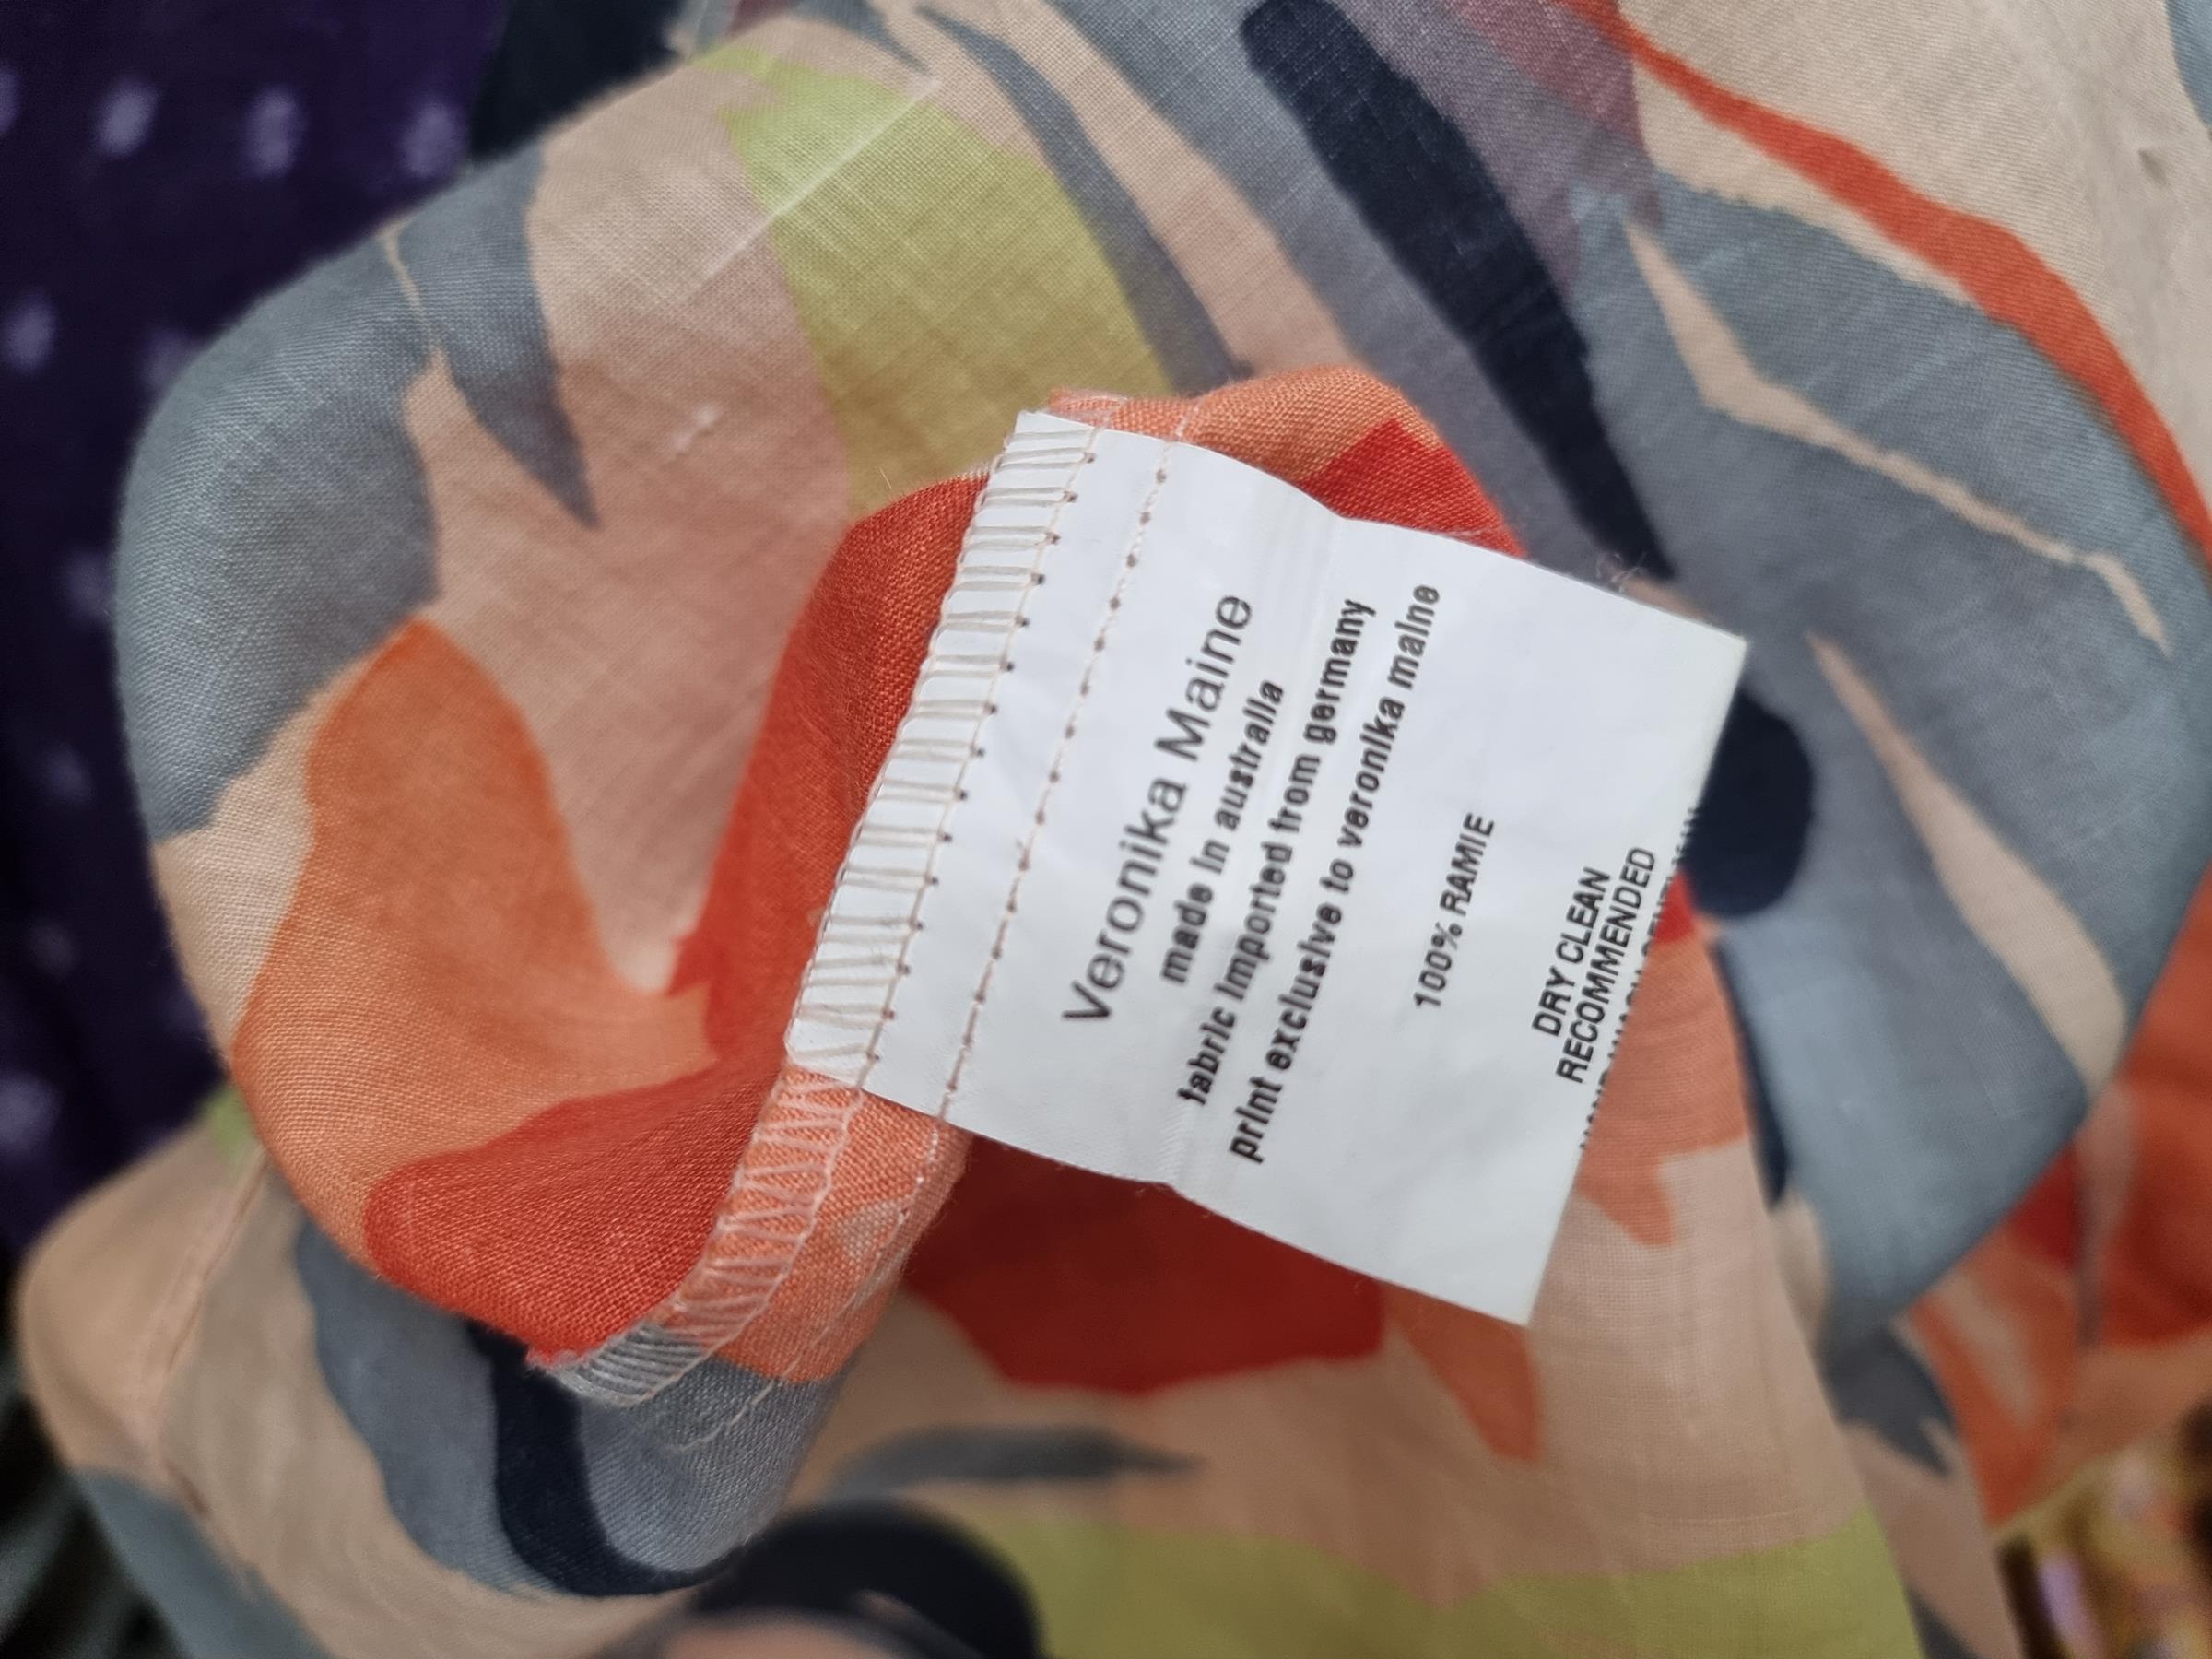 Veronika Maine
made in australia
fabric imported from germany
print exclusive to veronika maine
100% RAMIE
DRY CLEAN
RECOMMENDED